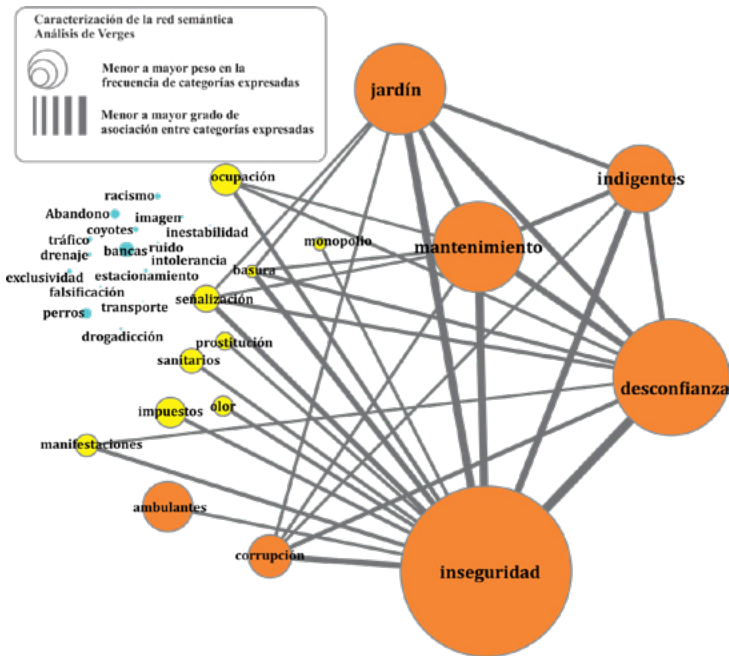 Caracterización de la red semántica
Análisis de Verges
Menor a mayor peso en la
frecuencia de categorías expresadas
Menor a mayor grado de
asociación entre categorías expresadas
jardín
indigentes
ocupación
racismo
Abandono
imagen
coyotes
inestabilidad
tráfico
bancas
ruido
drenaje
intolerancia
exclusividad
estacionamiento
falsificación
transporte
perros
drogadicción
monopolio
mantenimiento
basura
señalización
prostitución
sanitarios
desconfianza
impuestos
olor
manifestaciones
ambulantes
corrupción
inseguridad